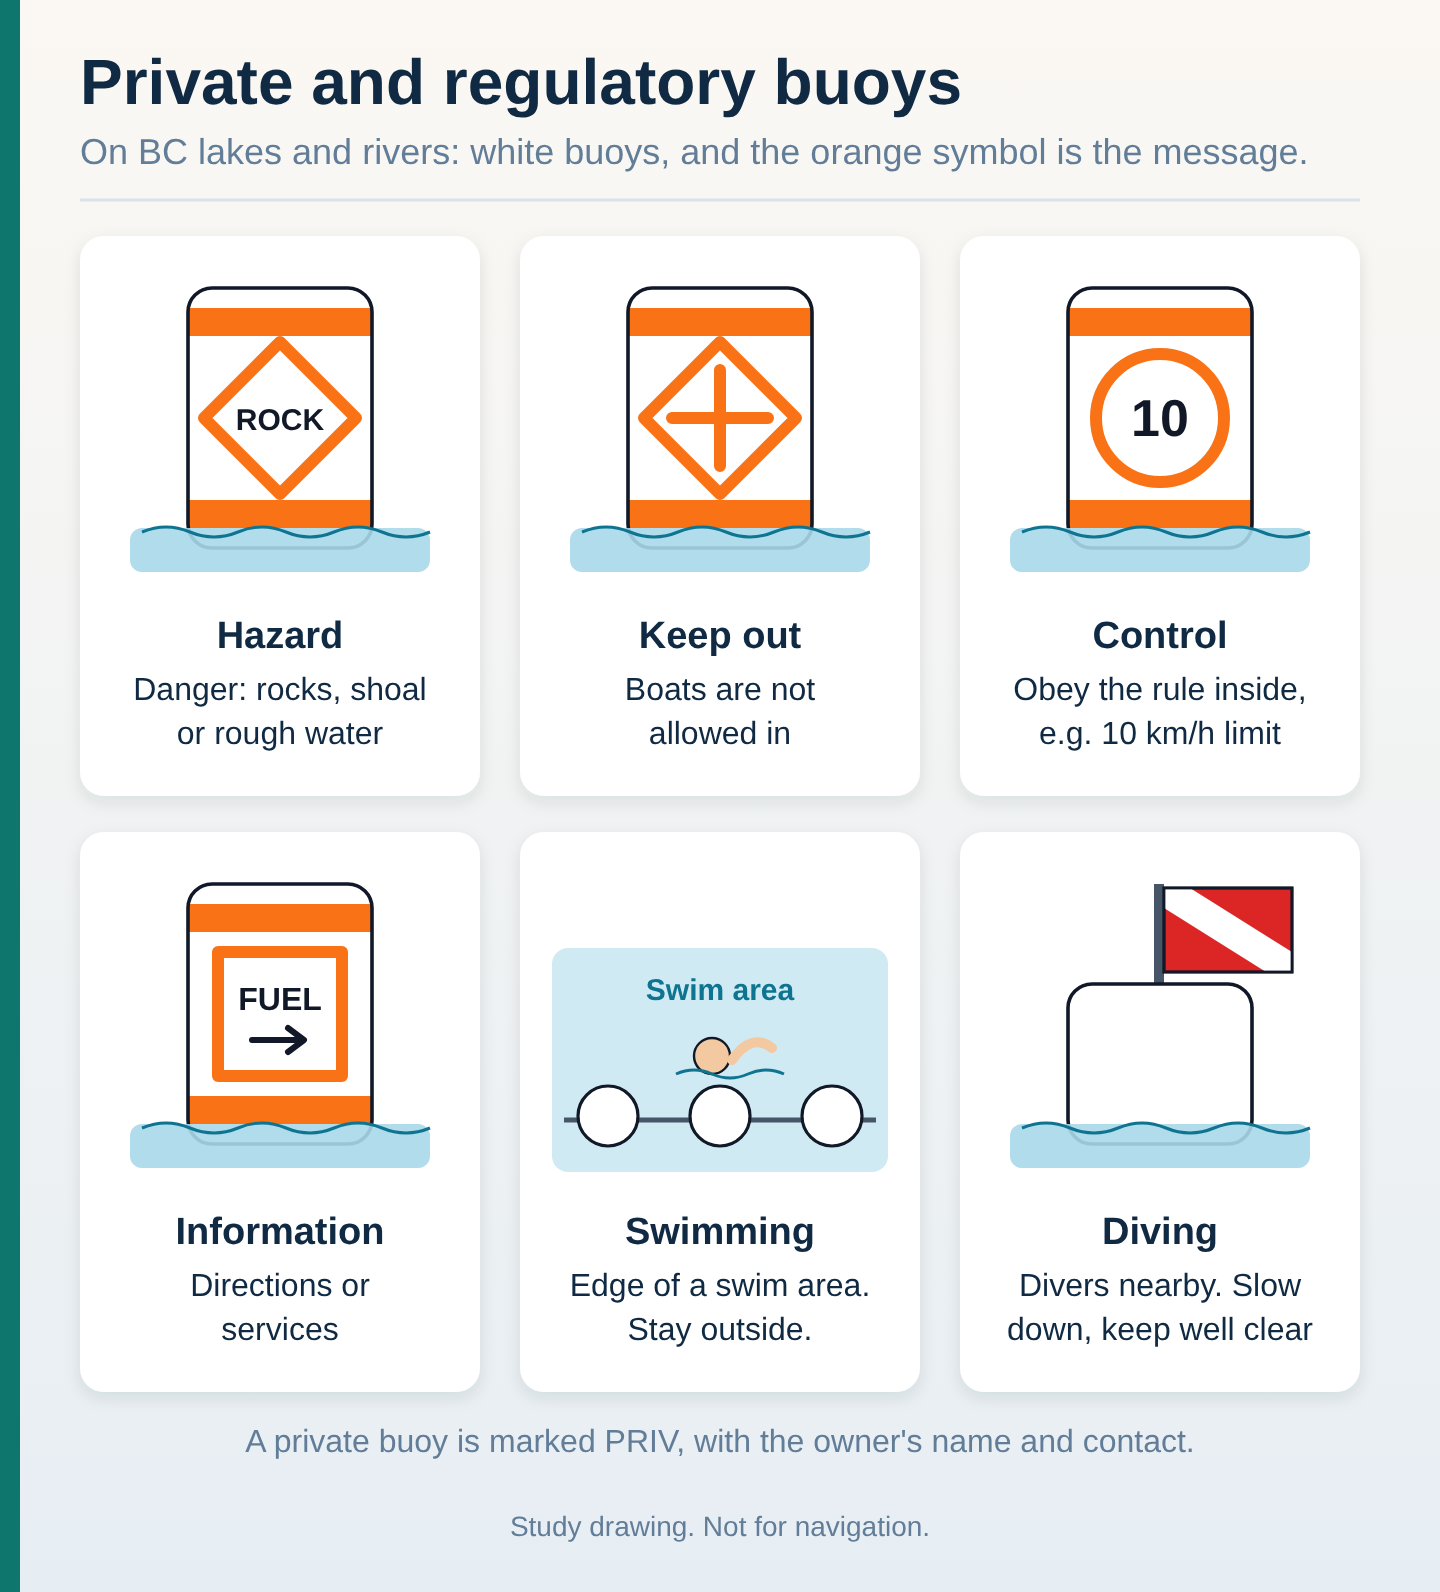 Private and regulatory buoys
On BC lakes and rivers: white buoys, and the orange symbol is the message.
ROCK
10
Hazard
Danger: rocks, shoal
or rough water
Keep out
Boats are not
allowed in
Control
Obey the rule inside,
e.g. 10 km/h limit
FUEL
Swim area
Information
Directions or
services
Swimming
Edge of a swim area.
Stay outside.
Diving
Divers nearby. Slow
down, keep well clear
A private buoy is marked PRIV, with the owner's name and contact.
Study drawing. Not for navigation.